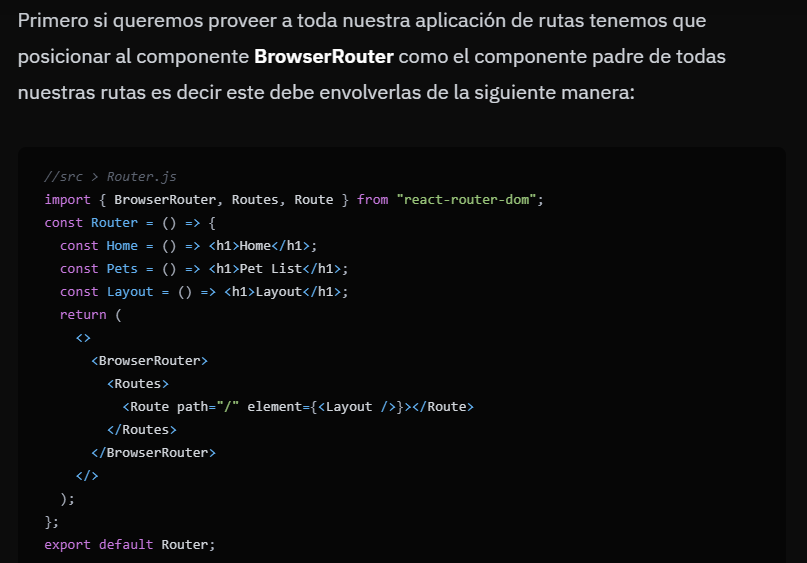 Primero si queremos proveer a toda nuestra aplicación de rutas tenemos que
posicionar al componente BrowserRouter como el componente padre de todas
nuestras rutas es decir este debe envolverlas de la siguiente manera:
//src > Router.js
import { BrowserRouter, Routes, Route } from "react-router-dom";
const Router = () => {
  const Home = () => <h1>Home</h1>;
  const Pets = () => <h1>Pet List</h1>;
  const Layout = () => <h1>Layout</h1>;
  return (
    <>
      <BrowserRouter>
        <Routes>
          <Route path="/" element={<Layout />}></Route>
        </Routes>
      </BrowserRouter>
    </>
  );
};
export default Router;